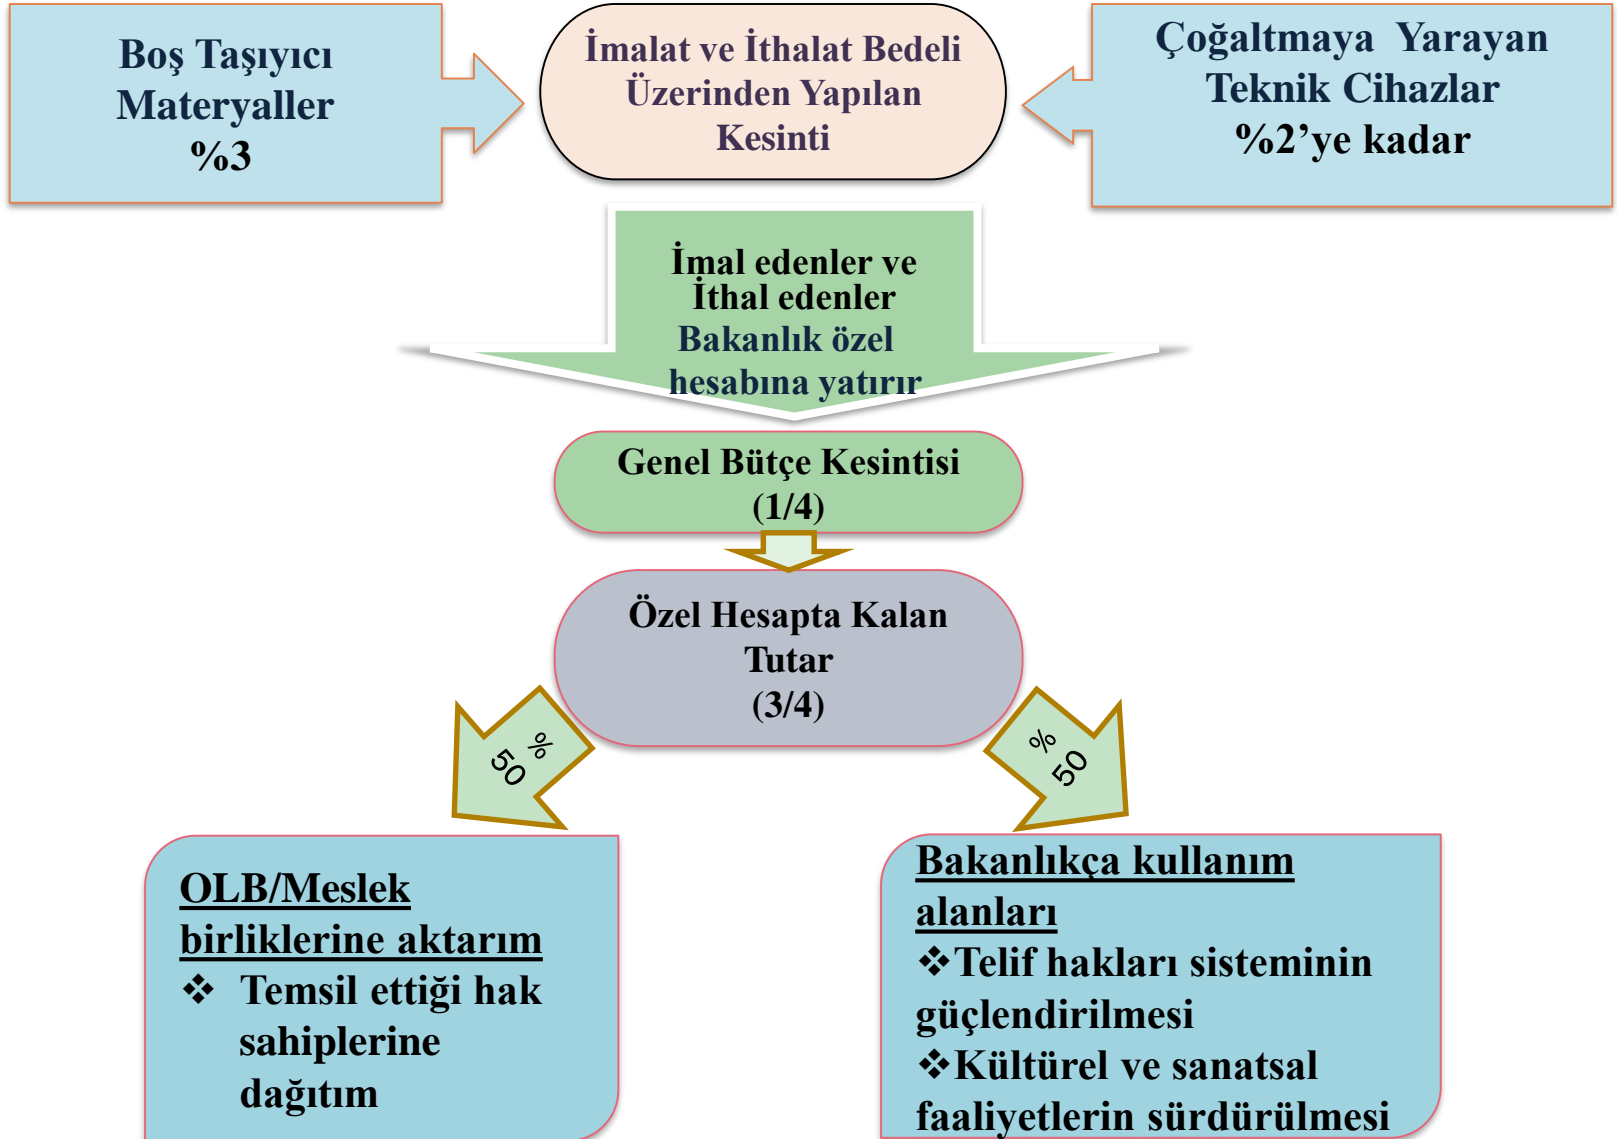 Boş Taşıyıcı
Materyaller
%3
İmalat ve İthalat Bedeli
Üzerinden Yapılan
Kesinti
Çoğaltmaya Yarayan
Teknik Cihazlar
%2’ye kadar
İmal edenler ve
İthal edenler
Bakanlık özel
hesabına yatırır
Genel Bütçe Kesintisi
(1/4)
Özel Hesapta Kalan
Tutar
(3/4)
%
50
%
50
OLB/Meslek
birliklerine aktarım
❖ Temsil ettiği hak
sahiplerine
dağıtım
Bakanlıkça kullanım
alanları
❖Telif hakları sisteminin
güçlendirilmesi
❖Kültürel ve sanatsal
faaliyetlerin sürdürülmesi